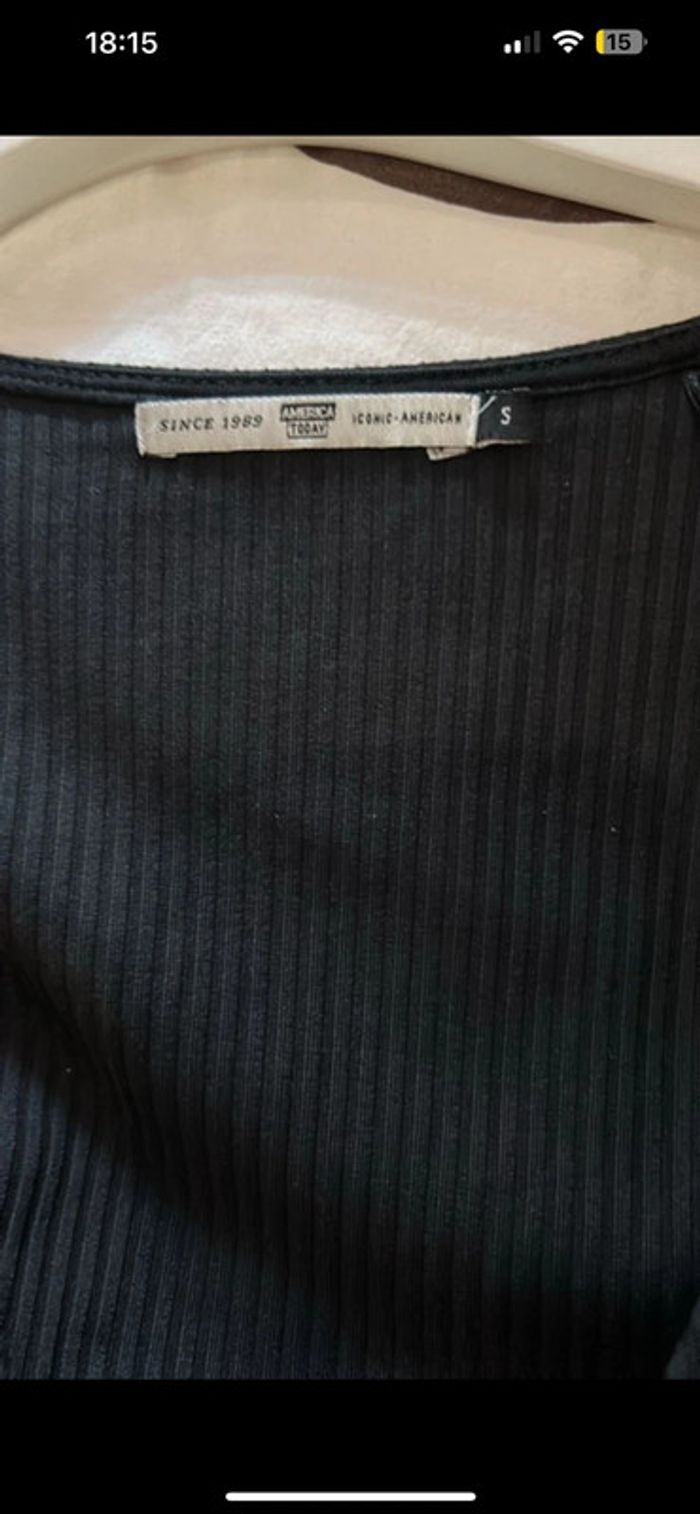 18:15
15
SINCE 1989
AMERICA
TODAY
ICONIC-AMERICAN
S